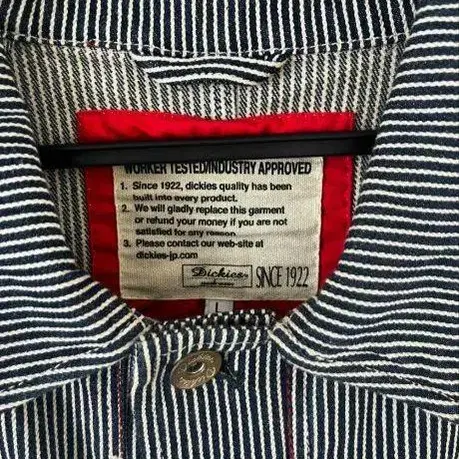 WORKER TESTED/INDUSTRY APPROVED
1. Since 1922, dickies quality has been
built into every product.
2. We will gladly replace this garment
or refund your money if you are not
satisfied for any reason.
3. Please contact our web-site at
dickies-jp.com
Dickies
SINCE 1922
L